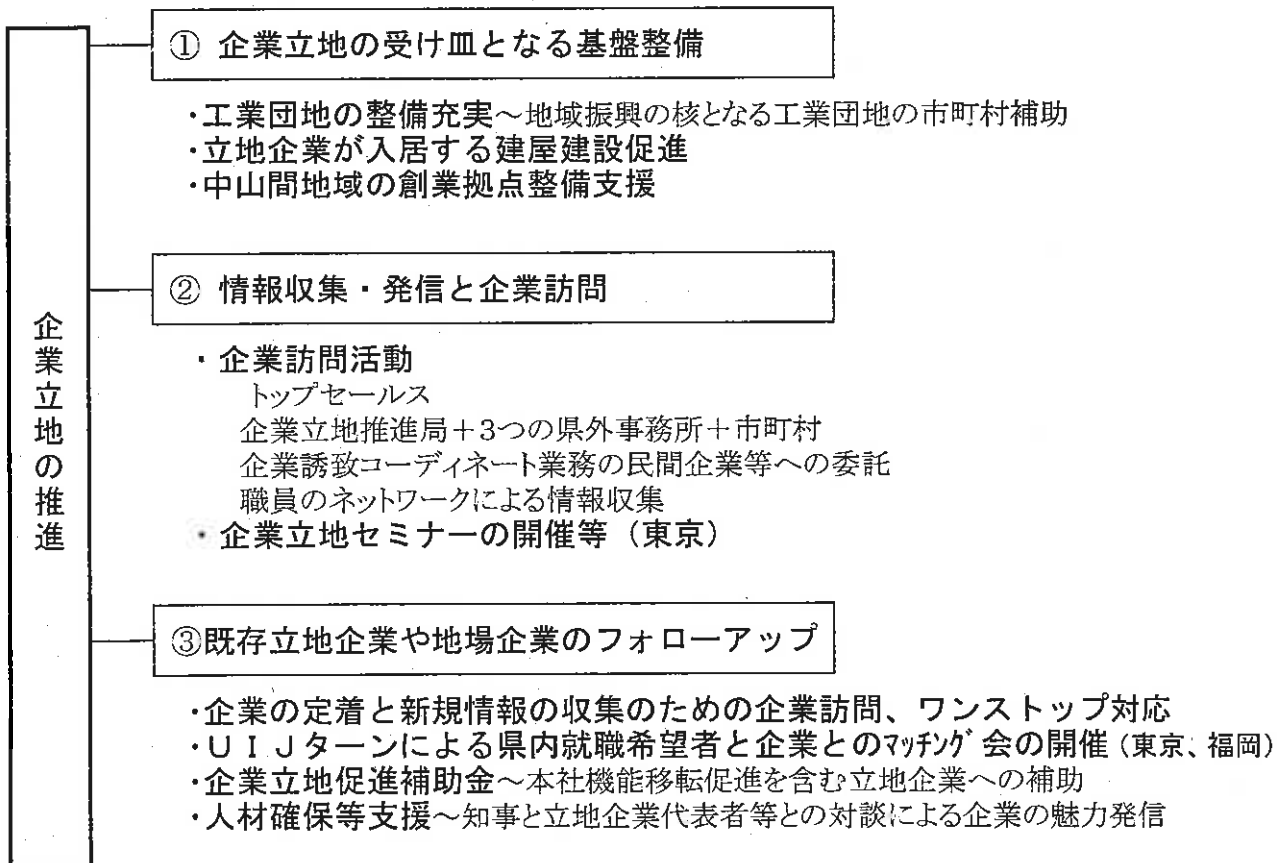 企業立地の推進
① 企業立地の受け皿となる基盤整備
・工業団地の整備充実～地域振興の核となる工業団地の市町村補助
・立地企業が入居する建屋建設促進
・中山間地域の創業拠点整備支援
② 情報収集・発信と企業訪問
・企業訪問活動
トップセールス
企業立地推進局＋3つの県外事務所＋市町村
企業誘致コーディネート業務の民間企業等への委託
職員のネットワークによる情報収集
・企業立地セミナーの開催等（東京）
③既存立地企業や地場企業のフォローアップ
・企業の定着と新規情報の収集のための企業訪問、ワンストップ対応
・ＵＩＪターンによる県内就職希望者と企業とのﾏｯﾁﾝｸﾞ会の開催（東京、福岡）
・企業立地促進補助金～本社機能移転促進を含む立地企業への補助
・人材確保等支援～知事と立地企業代表者等との対談による企業の魅力発信